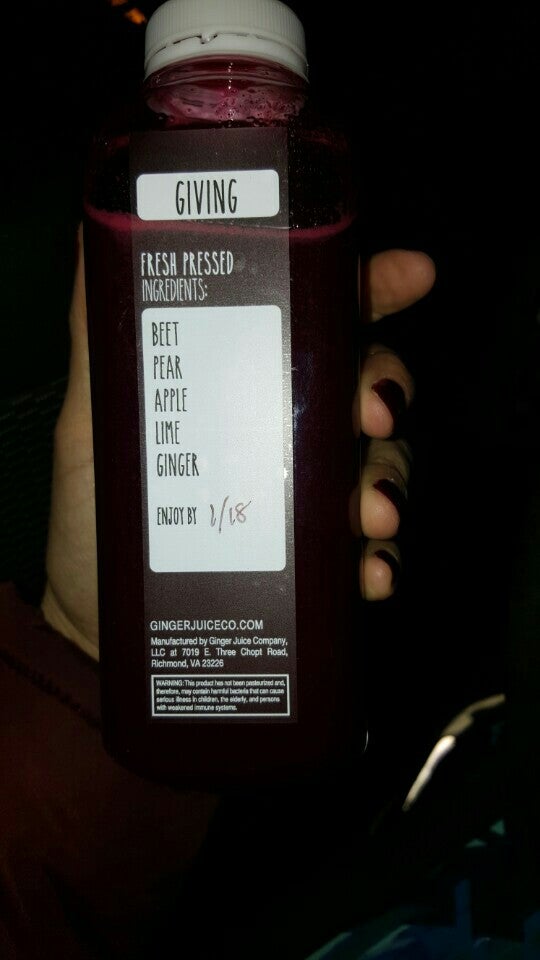 GIVING
FRESH PRESSED
INGREDIENTS:
BEET
PEAR
APPLE
LIME
GINGER
ENJOY BY 1/18
GINGERJUICECO.COM
Manufactured by Ginger Juice Company,
LLC at 7019 E. Three Chopt Road,
Richmond, VA 23226
WARNING: This product has not been pasteurized and,
therefore, may contain harmful bacteria that can cause
serious illness in children, the elderly, and persons
with weakened immune systems.